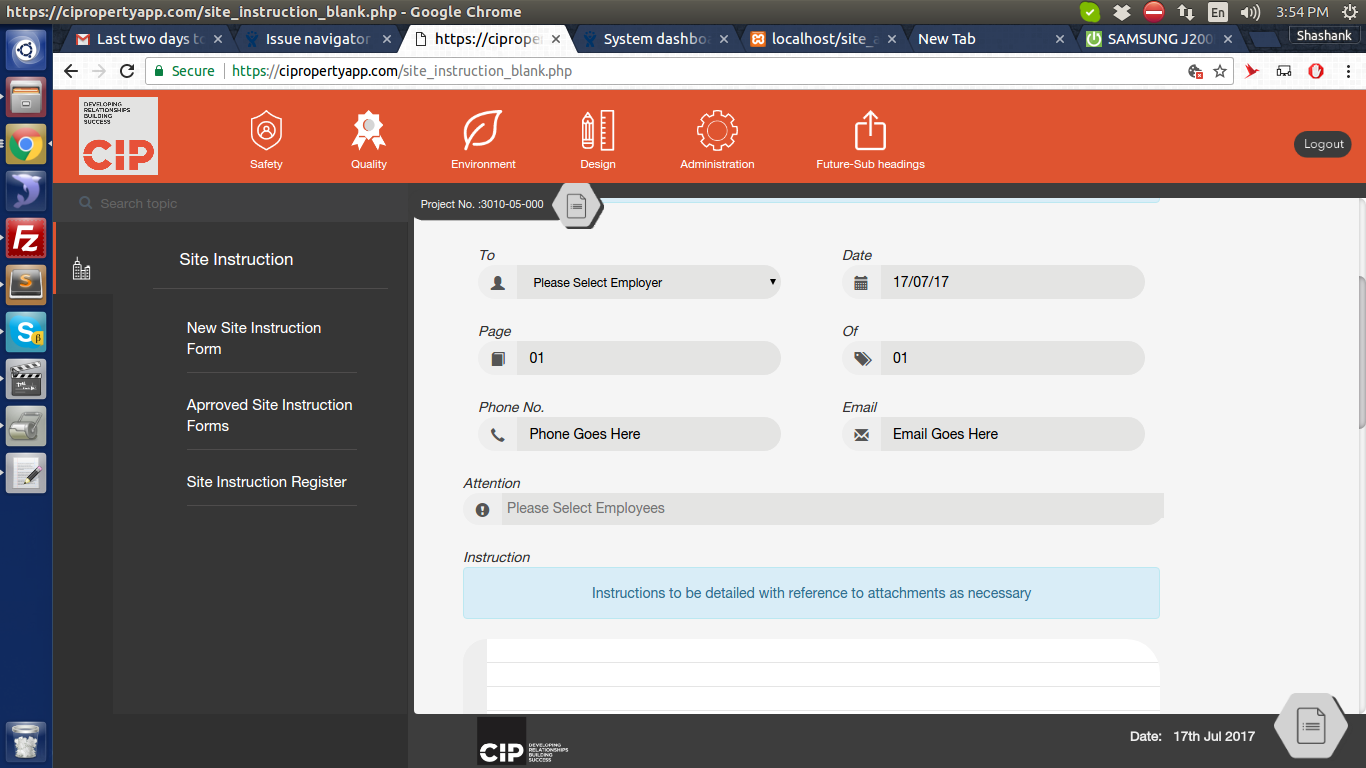 https://cipropertyapp.com/site_instruction_blank.php - Google Chrome
En
3:54 PM
Last two days to
Issue navigator
https://ciprope
System dashbo
localhost/site_a
New Tab
SAMSUNG J200
Shashank
Secure
https://cipropertyapp.com/site_instruction_blank.php
DEVELOPING
RELATIONSHIPS
BUILDING
SUCCESS
CIP
Safety
Quality
Environment
Design
Administration
Future-Sub headings
Logout
Search topic
Project No. :3010-05-000
Site Instruction
New Site Instruction
Form
Aprroved Site Instruction
Forms
Site Instruction Register
To
Please Select Employer
Date
17/07/17
Page
01
Of
01
Phone No.
Phone Goes Here
Email
Email Goes Here
Attention
Please Select Employees
Instruction
Instructions to be detailed with reference to attachments as necessary
CIP
DEVELOPING
RELATIONSHIPS
BUILDING
SUCCESS
Date: 17th Jul 2017